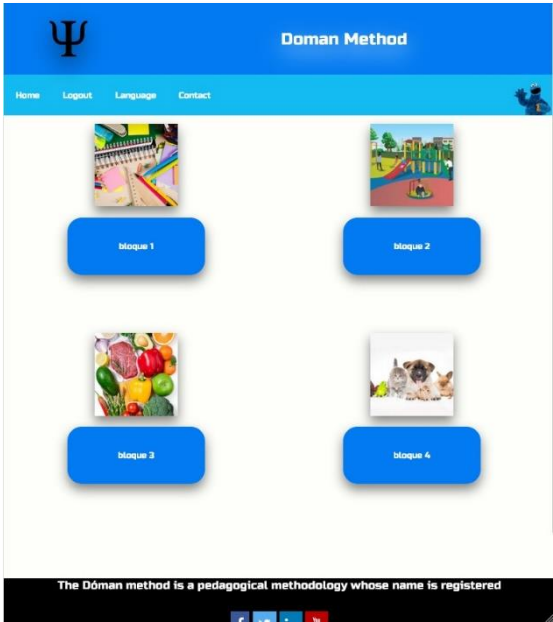 Ψ
Doman Method
Home Logout Language Contact
bloque 1
bloque 2
bloque 3
bloque 4
The Dóman method is a pedagogical methodology whose name is registered